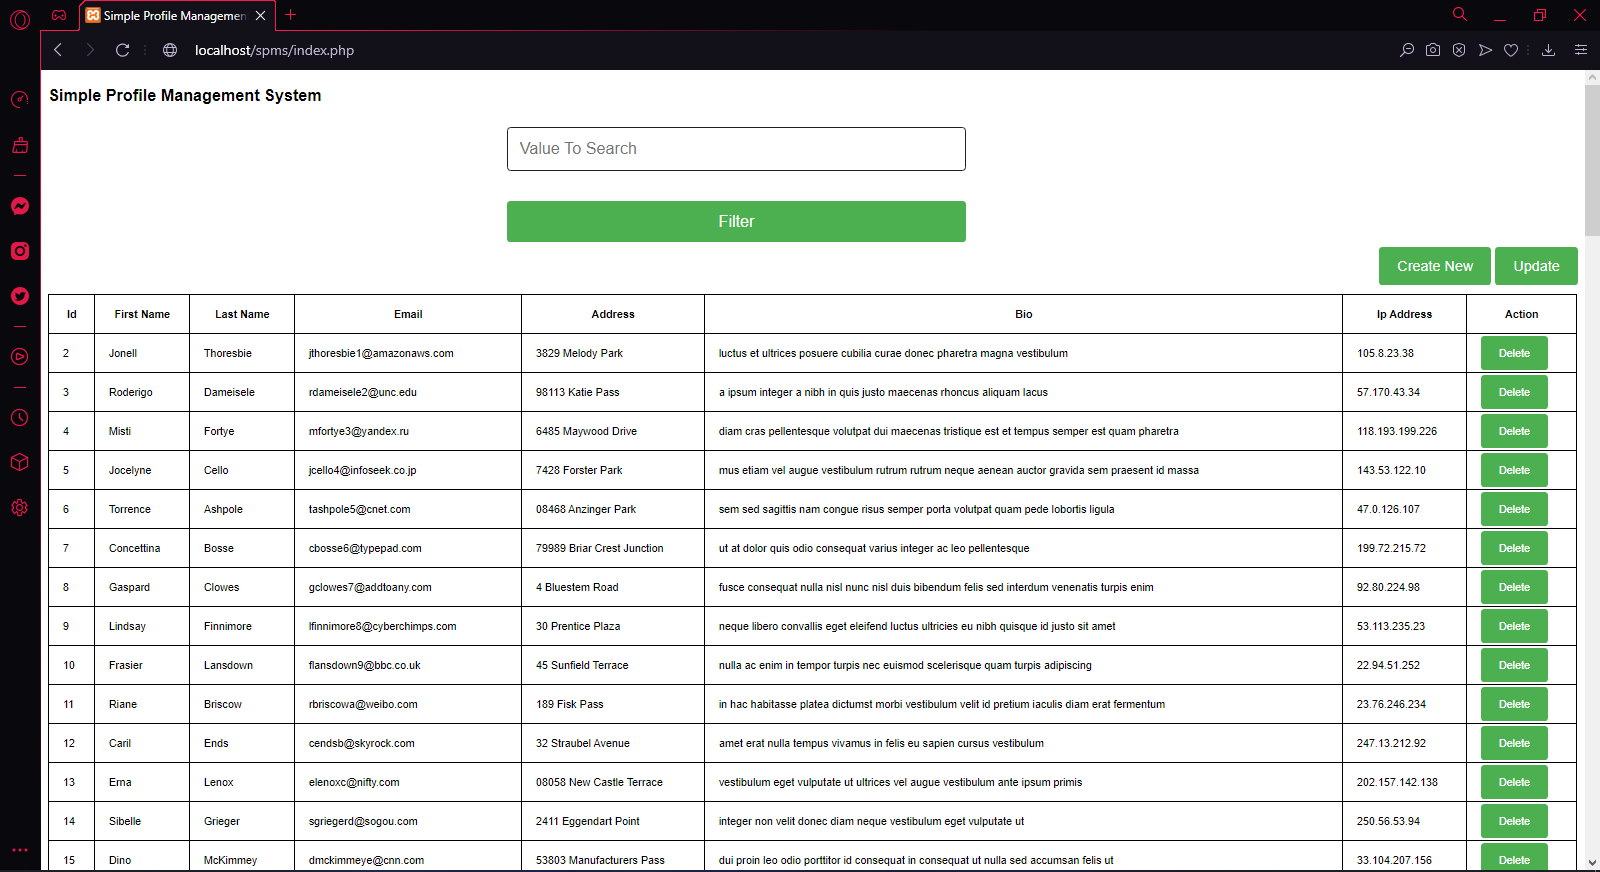 Simple Profile Managemen
localhost/spms/index.php
Simple Profile Management System
Value To Search
Filter
Create New Update
Id First Name Last Name Email Address Bio Ip Address Action
2 Jonell Thoresbie jthoresbie1@amazonaws.com 3829 Melody Park luctus et ultrices posuere cubilia curae donec pharetra magna vestibulum 105.8.23.38 Delete
3 Roderigo Dameisele rdameisele2@unc.edu 98113 Katie Pass a ipsum integer a nibh in quis justo maecenas rhoncus aliquam lacus 57.170.43.34 Delete
4 Misti Fortye mfortye3@yandex.ru 6485 Maywood Drive diam cras pellentesque volutpat dui maecenas tristique est et tempus semper est quam pharetra 118.193.199.226 Delete
5 Jocelyne Cello jcello4@infoseek.co.jp 7428 Forster Park mus etiam vel augue vestibulum rutrum rutrum neque aenean auctor gravida sem praesent id massa 143.53.122.10 Delete
6 Torrence Ashpole tashpole5@cnet.com 08468 Anzinger Park sem sed sagittis nam congue risus semper porta volutpat quam pede lobortis ligula 47.0.126.107 Delete
7 Concettina Bosse cbosse6@typepad.com 79989 Briar Crest Junction ut at dolor quis odio consequat varius integer ac leo pellentesque 199.72.215.72 Delete
8 Gaspard Clowes gclowes7@addtoany.com 4 Bluestem Road fusce consequat nulla nisl nunc nisl duis bibendum felis sed interdum venenatis turpis enim 92.80.224.98 Delete
9 Lindsay Finnimore lfinnimore8@cyberchimps.com 30 Prentice Plaza neque libero convallis eget eleifend luctus ultricies eu nibh quisque id justo sit amet 53.113.235.23 Delete
10 Frasier Lansdown flansdown9@bbc.co.uk 45 Sunfield Terrace nulla ac enim in tempor turpis nec euismod scelerisque quam turpis adipiscing 22.94.51.252 Delete
11 Riane Briscow rbriscowa@weibo.com 189 Fisk Pass in hac habitasse platea dictumst morbi vestibulum velit id pretium iaculis diam erat fermentum 23.76.246.234 Delete
12 Caril Ends cendsb@skyrock.com 32 Straubel Avenue amet erat nulla tempus vivamus in felis eu sapien cursus vestibulum 247.13.212.92 Delete
13 Erna Lenox elenoxc@nifty.com 08058 New Castle Terrace vestibulum eget vulputate ut ultrices vel augue vestibulum ante ipsum primis 202.157.142.138 Delete
14 Sibelle Grieger sgriegerd@sogou.com 2411 Eggendart Point integer non velit donec diam neque vestibulum eget vulputate ut 250.56.53.94 Delete
15 Dino McKimmey dmckimmeye@cnn.com 53803 Manufacturers Pass dui proin leo odio porttitor id consequat in consequat ut nulla sed accumsan felis ut 33.104.207.156 Delete